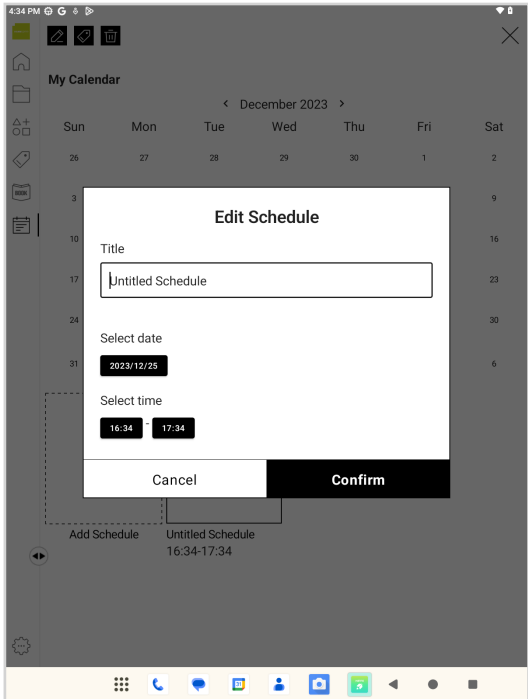 4:34 PM G
My Calendar
< December 2023 >
Sun Mon Tue Wed Thu Fri Sat
26 27 28 29 30 1 2
3 9
Edit Schedule
10 16
Title
17 Untitled Schedule 23
24 30
Select date
31 2023/12/25 6
Select time
16:34 - 17:34
Cancel Confirm
Add Schedule Untitled Schedule
16:34-17:34
BOOK
31